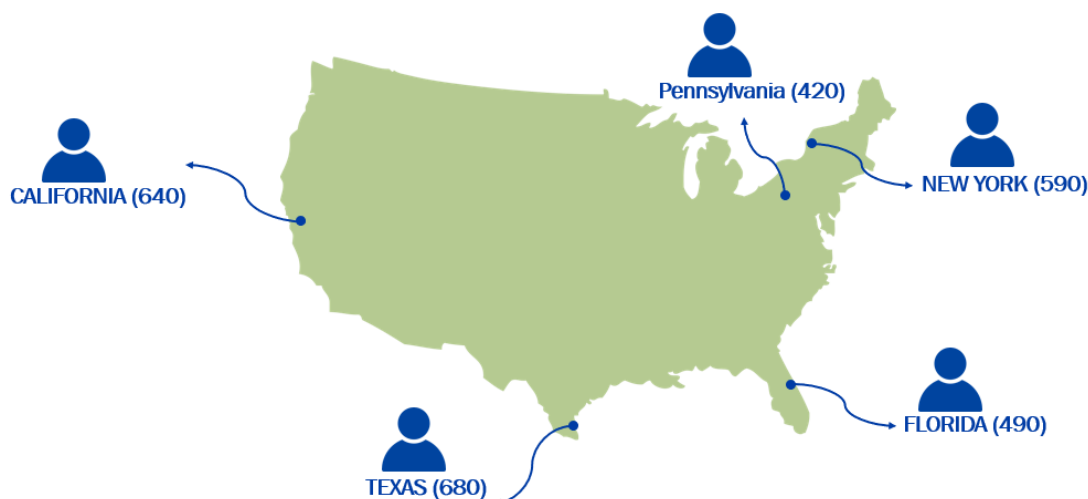 Pennsylvania (420)
CALIFORNIA (640)
NEW YORK (590)
FLORIDA (490)
TEXAS (680)